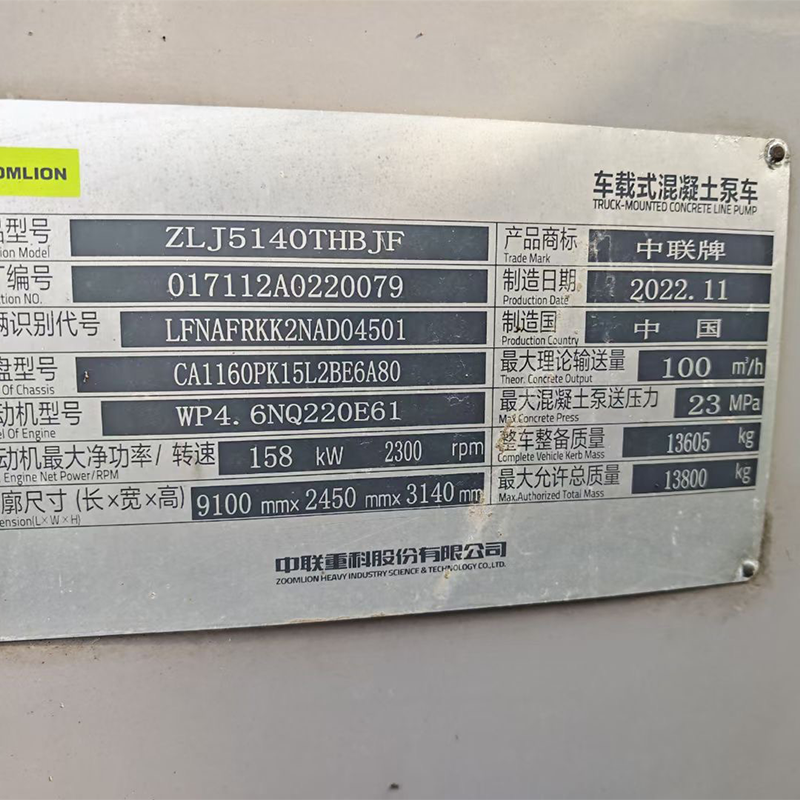 OMLION
车载式混凝土泵车
TRUCK-MOUNTED CONCRETE LINE PUMP
品型号 ZLJ5140THBJF 产品商标 中联牌
ion Model Trade Mark
编号 017112A0220079 制造日期 2022.11
ction NO. Production Date
辆识别代号 LFNAFRKK2NAD04501 制造国 中 国
Production Country
盘型号 CA1160PK15L2BE6A80 最大理论输送量 100 m³/h
Of Chassis Theor. Concrete Output
动机型号 WP4.6NQ220E61 最大混凝土泵送压力 23 MPa
el Of Engine Max Concrete Press
动机最大净功率/ 转速 158 kW 2300 rpm 整车整备质量 13605 kg
. Engine Net Power/RPM Complete Vehicle Kerb Mass
廓尺寸 (长×宽×高) 9100 mm× 2450 mm× 3140 mm 最大允许总质量 13800 kg
ension(L×W×H) Max.Authorized Total Mass
中联重科股份有限公司
ZOOMLION HEAVY INDUSTRY SCIENCE & TECHNOLOGY CO.,LTD.